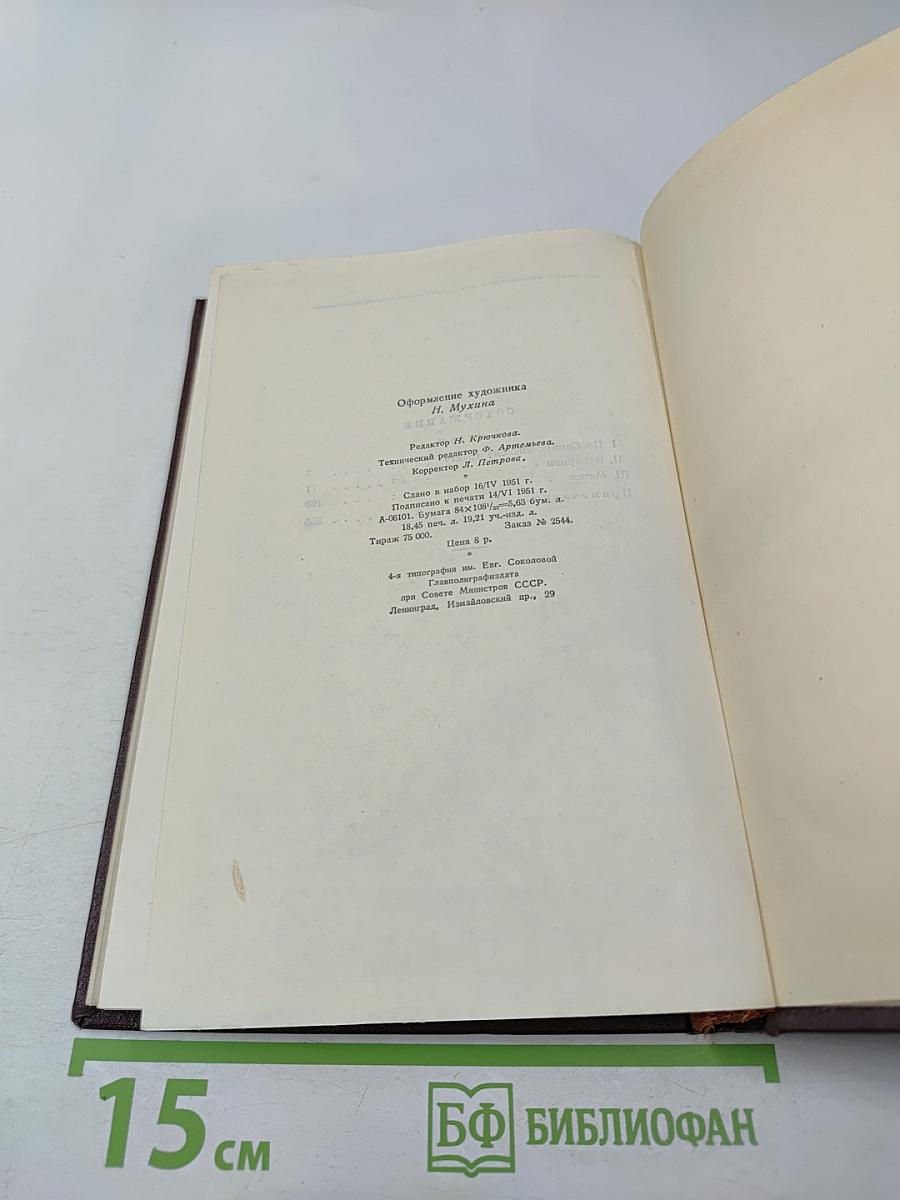 Оформление художника
Н. Мухина
Редактор Н. Крючкова.
Технический редактор Ф. Артемьева.
Корректор Л. Петрова.
*
Сдано в набор 16/IV 1951 г.
Подписано к печати 14/VI 1951 г.
А-06101. Бумага 84×108¹/₃₂=5,63 бум. л.
18,45 печ. л. 19,21 уч.-изд. л.
Тираж 75 000. Заказ № 2544.
Цена 8 р.
*
4-я типография им. Евг. Соколовой
Главполиграфиздата
при Совете Министров СССР.
Ленинград, Измайловский пр., 29
15 см
БФ БИБЛИОФАН